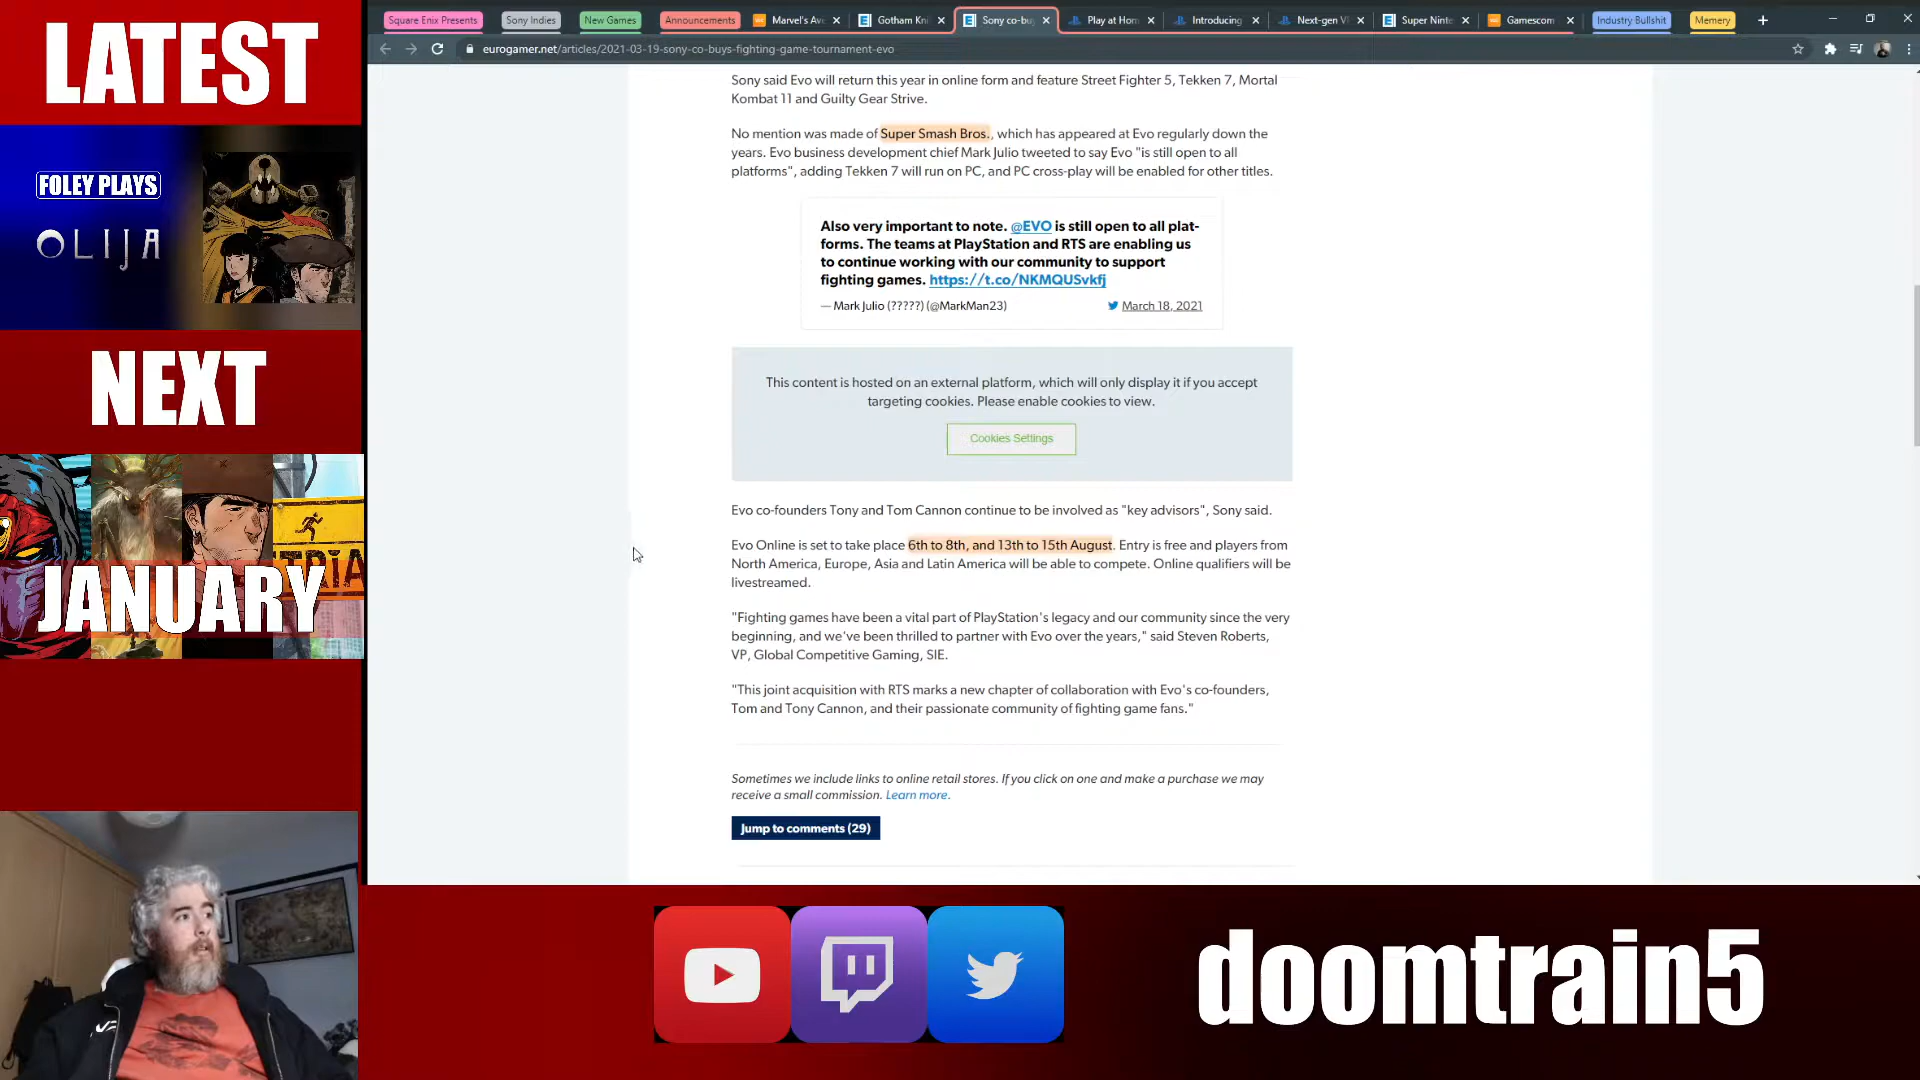 LATEST
FOLEY PLAYS
OLIJA
NEXT
JANUARY
Square Enix Presents
Sony Indies
New Games
Announcements
Marvel's Ave
Gotham Kni
Sony co-bu
Play at Hom
Introducing
Next-gen V
Super Ninte
Gamescom
Industry Bullshit
Memery
eurogamer.net/articles/2021-03-19-sony-co-buys-fighting-game-tournament-evo
Sony said Evo will return this year in online form and feature Street Fighter 5, Tekken 7, Mortal
Kombat 11 and Guilty Gear Strive.
No mention was made of Super Smash Bros., which has appeared at Evo regularly down the
years. Evo business development chief Mark Julio tweeted to say Evo "is still open to all
platforms", adding Tekken 7 will run on PC, and PC cross-play will be enabled for other titles.
Also very important to note. @EVO is still open to all plat-
forms. The teams at PlayStation and RTS are enabling us
to continue working with our community to support
fighting games. https://t.co/NKMQUSvkfj
— Mark Julio (?????) (@MarkMan23)
March 18, 2021
This content is hosted on an external platform, which will only display it if you accept
targeting cookies. Please enable cookies to view.
Cookies Settings
Evo co-founders Tony and Tom Cannon continue to be involved as "key advisors", Sony said.
Evo Online is set to take place 6th to 8th, and 13th to 15th August. Entry is free and players from
North America, Europe, Asia and Latin America will be able to compete. Online qualifiers will be
livestreamed.
"Fighting games have been a vital part of PlayStation's legacy and our community since the very
beginning, and we've been thrilled to partner with Evo over the years," said Steven Roberts,
VP, Global Competitive Gaming, SIE.
"This joint acquisition with RTS marks a new chapter of collaboration with Evo's co-founders,
Tom and Tony Cannon, and their passionate community of fighting game fans."
Sometimes we include links to online retail stores. If you click on one and make a purchase we may
receive a small commission. Learn more.
Jump to comments (29)
doomtrain5